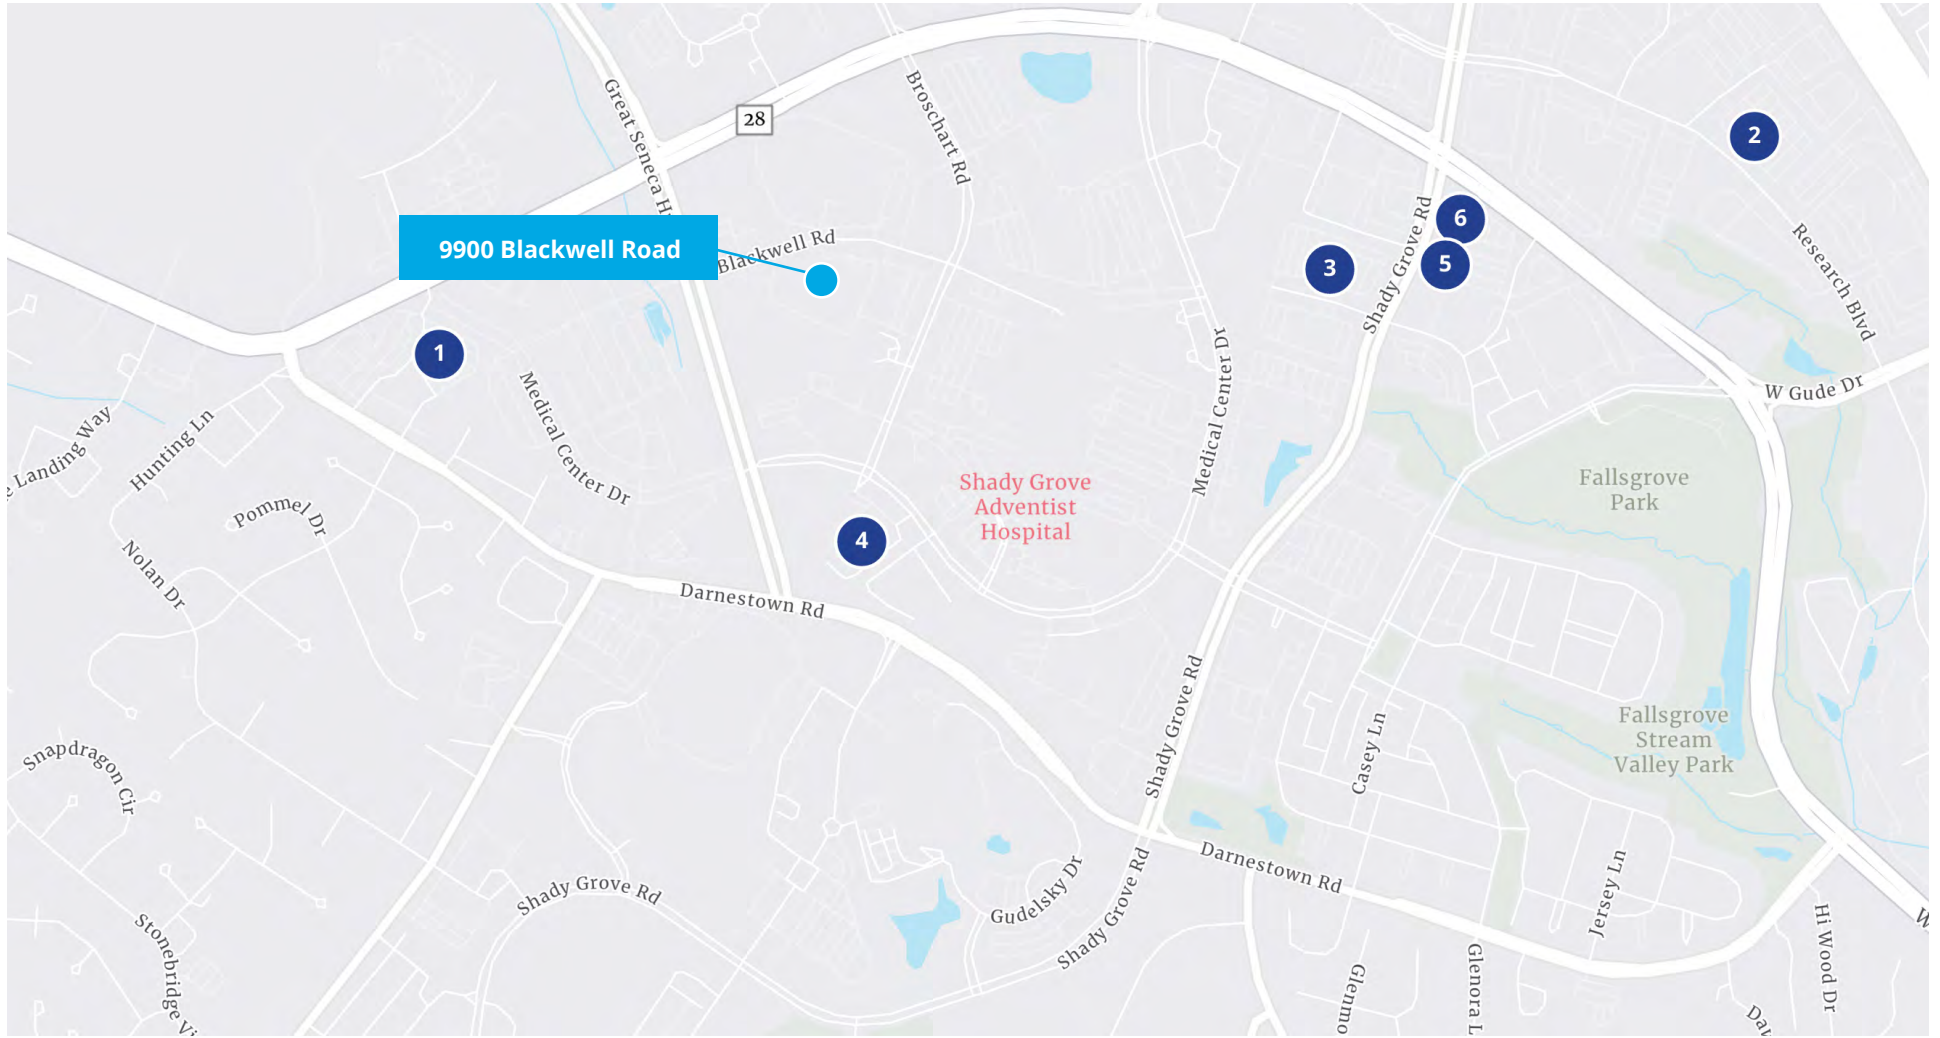 28
Great Seneca H
Broschart Rd
2
6
9900 Blackwell Road
Blackwell Rd
3
5
Shady Grove Rd
Research Blvd
1
Medical Center Dr
Medical Center Dr
W Gude Dr
Landing Way
Hunting Ln
Pommel Dr
Nolan Dr
Shady Grove
Adventist
Hospital
Fallsgrove
Park
4
Darnestown Rd
Shady Grove Rd
Casey Ln
Fallsgrove
Stream
Valley Park
Snapdragon Cir
Shady Grove Rd
Gudelsky Dr
Shady Grove Rd
Darnestown Rd
Jersey Ln
Hi Wood Dr
W
Stonebridge Vi
Glenmo
Glenora L